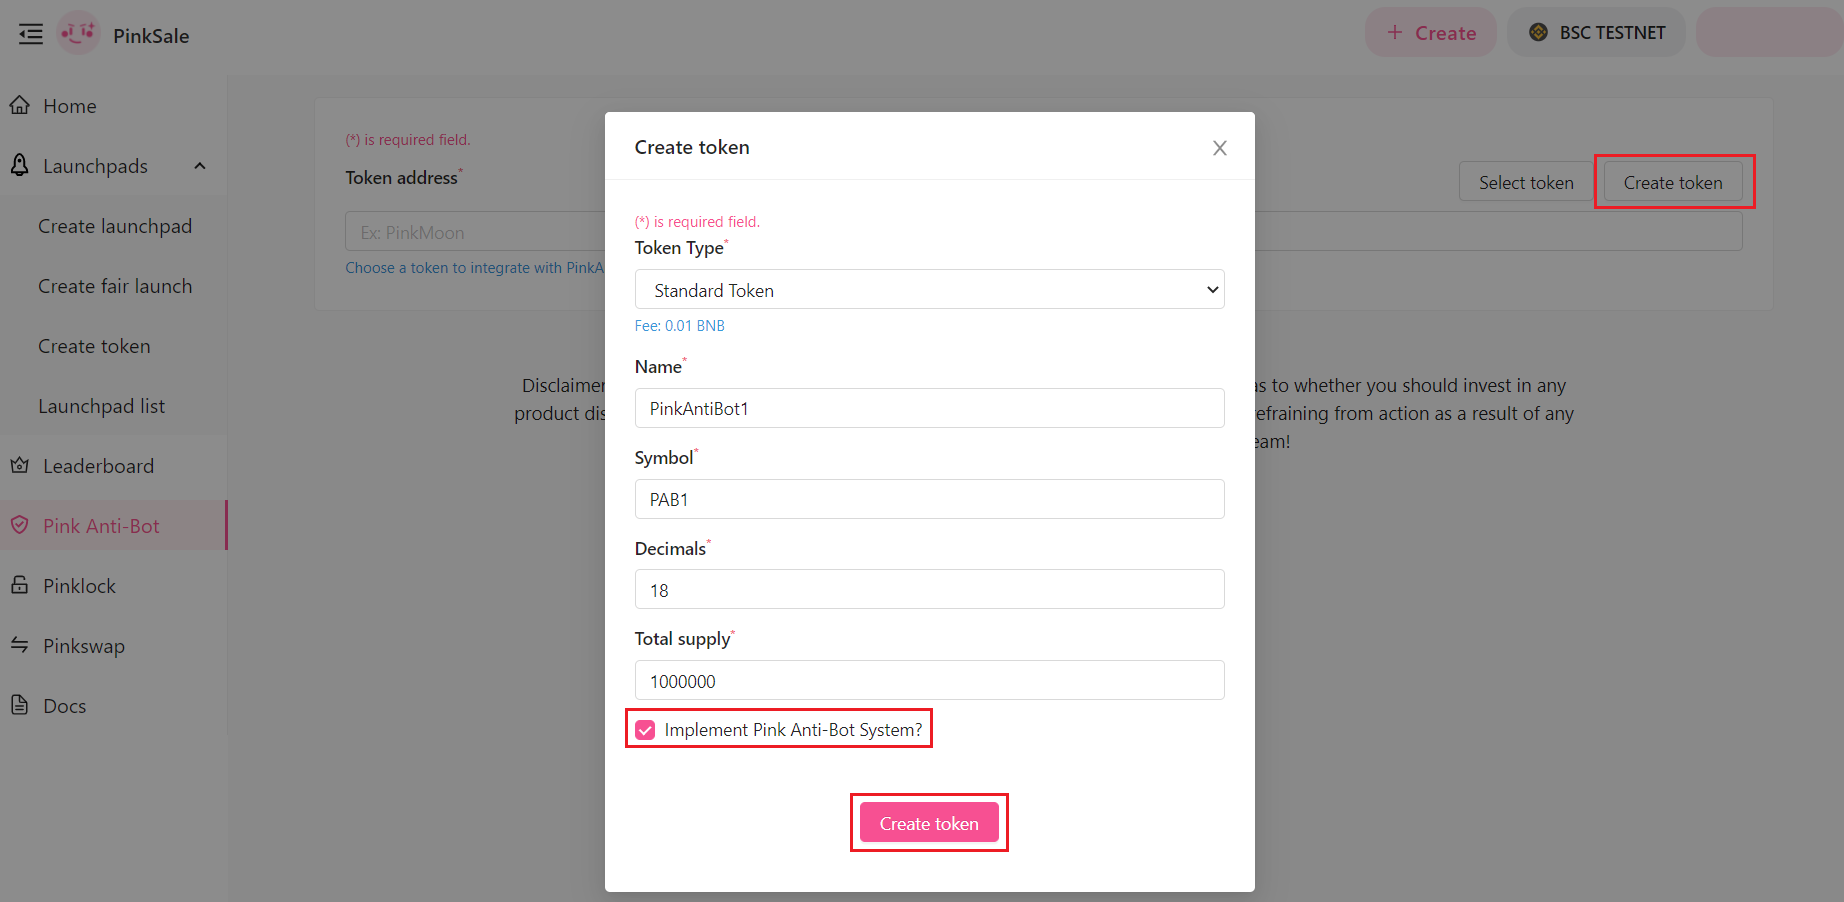 PinkSale
+ Create
BSC TESTNET
Home
Launchpads
Create launchpad
Create fair launch
Create token
Launchpad list
Leaderboard
Pink Anti-Bot
Pinklock
Pinkswap
Docs
(*) is required field.
Token address*
Select token
Create token
Ex: PinkMoon
Choose a token to integrate with PinkA
Disclaimer
as to whether you should invest in any
product dis
refraining from action as a result of any
eam!
Create token
(*) is required field.
Token Type*
Standard Token
Fee: 0.01 BNB
Name*
PinkAntiBot1
Symbol*
PAB1
Decimals*
18
Total supply*
1000000
Implement Pink Anti-Bot System?
Create token